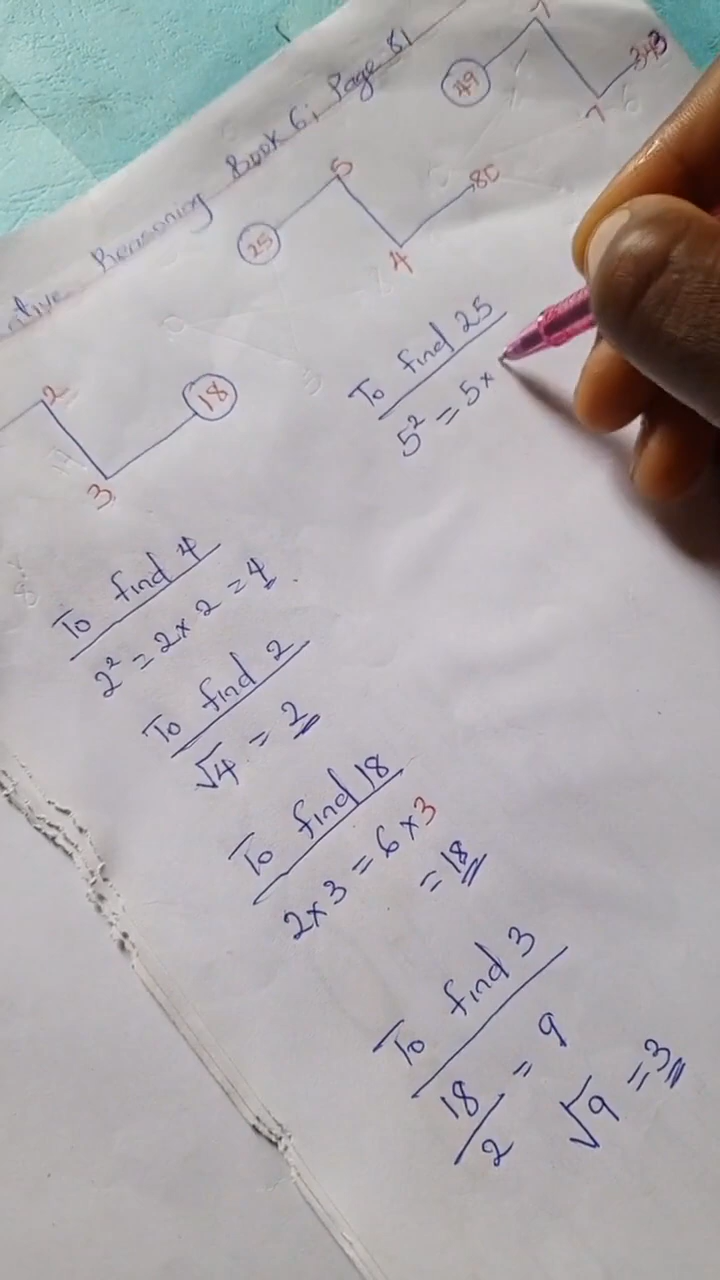 ative Reasoning Book 6; Page 81
49 7 7 343
25 5 4 80
2 3 18
To find 25
5² = 5×
To find 4
2² = 2×2 = 4
To find 2
√4 = 2
To find 18
2×3 = 6×3
= 18
To find 3
18/2 = 9
√9 = 3